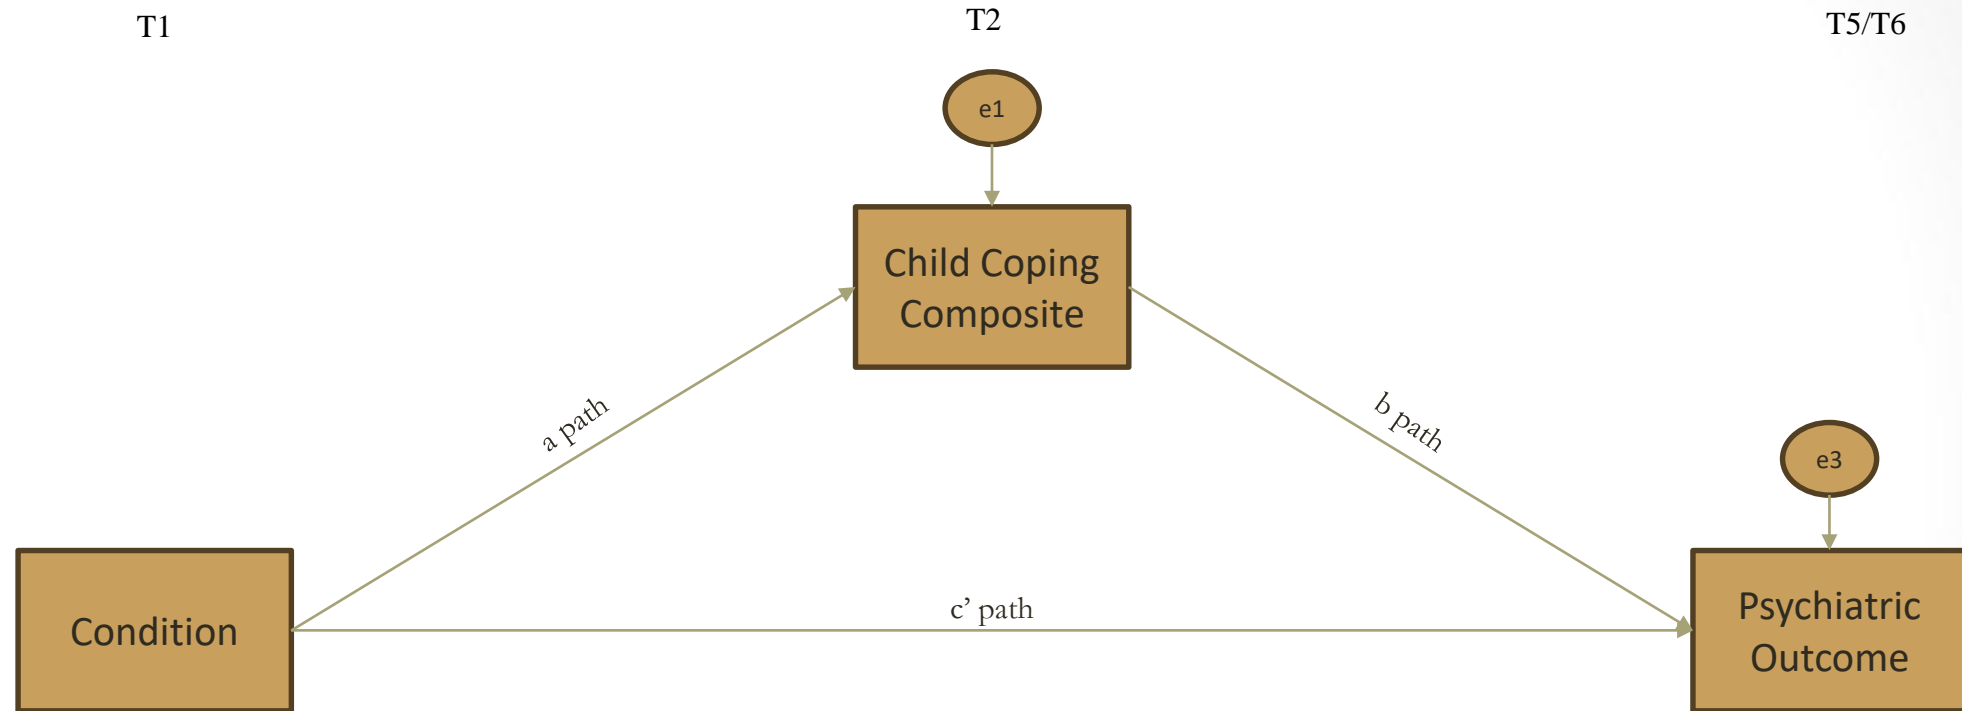 T1
T2
T5/T6
e1
Child Coping
Composite
a path
b path
e3
c’ path
Condition
Psychiatric
Outcome